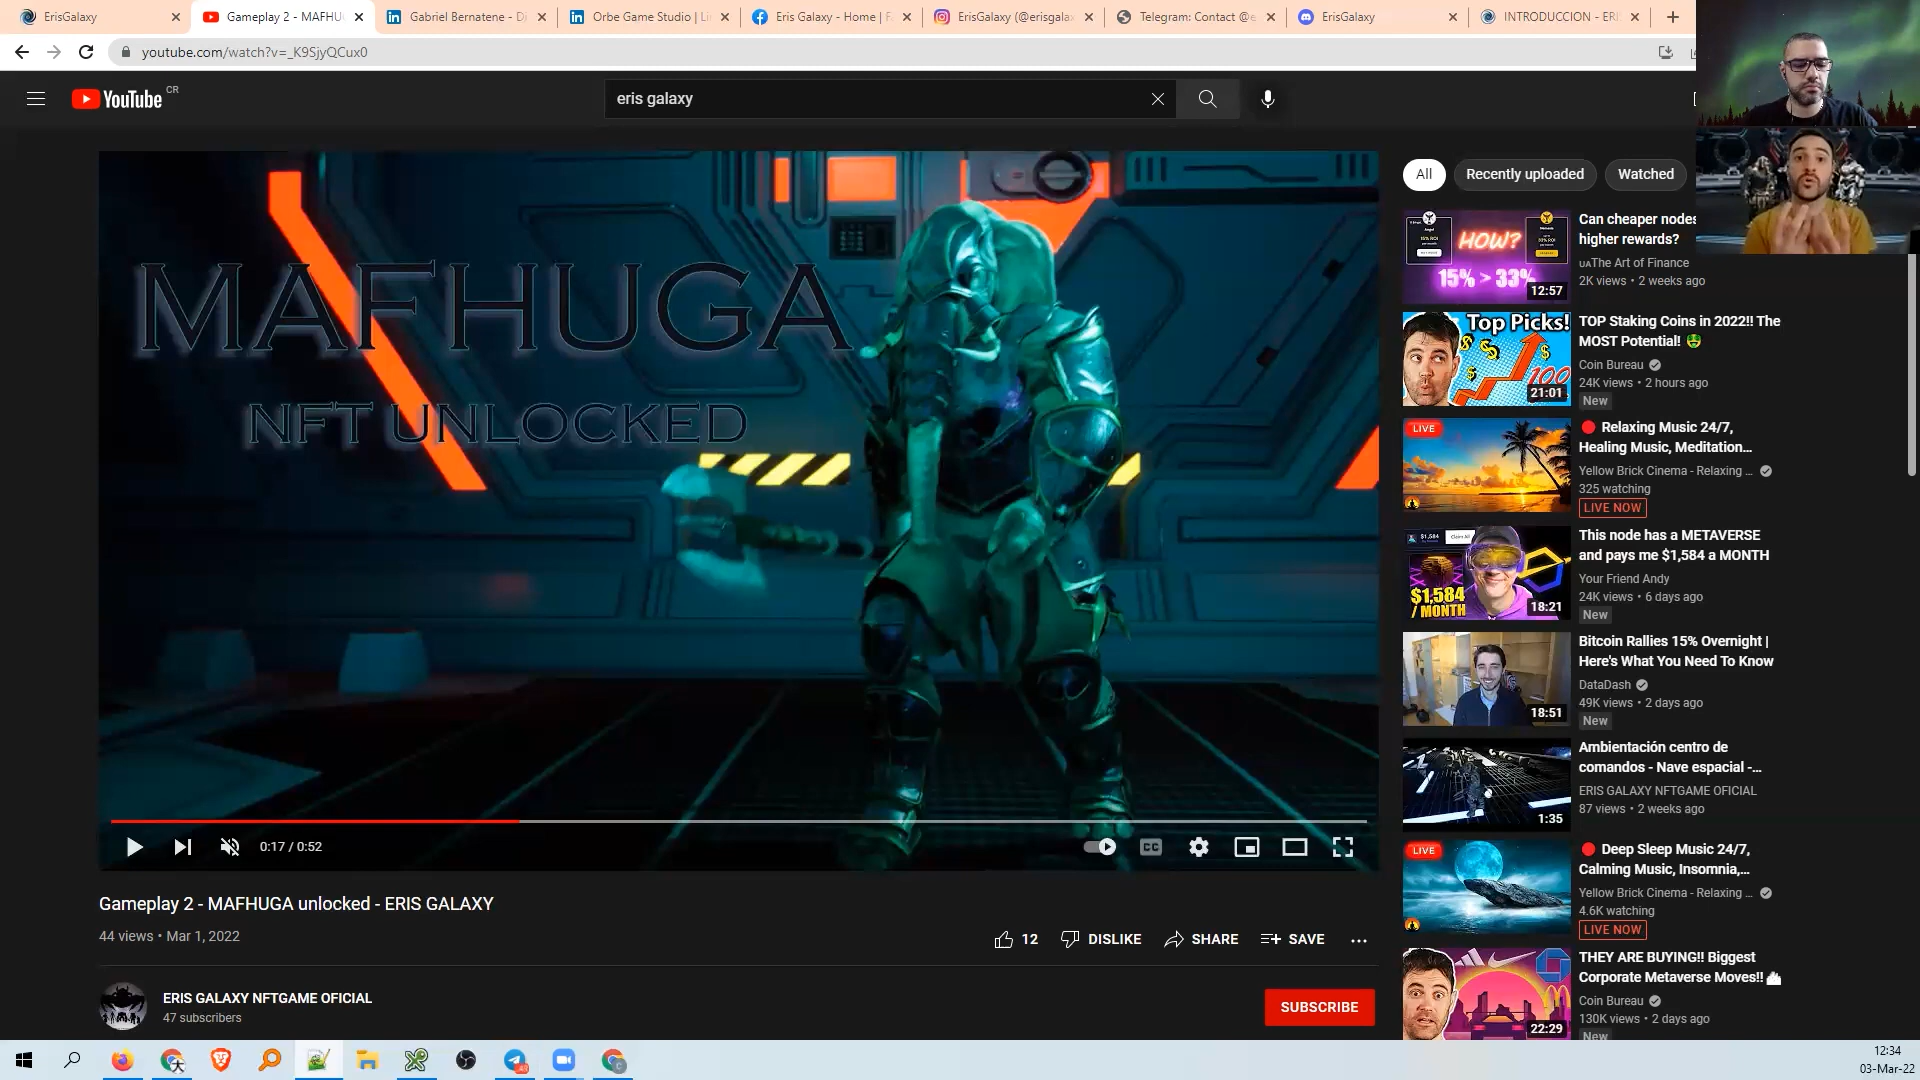 ErisGalaxy
Gameplay 2 - MAFHU
Gabriel Bernatene - Dj
Orbe Game Studio | Li
Eris Galaxy - Home | F
ErisGalaxy (@erisgala
Telegram: Contact @e
ErisGalaxy
INTRODUCCION - ERI
youtube.com/watch?v=_K9SjyQCux0
YouTube CR
eris galaxy
MAFHUGA
NFT UNLOCKED
0:17 / 0:52
CC
Gameplay 2 - MAFHUGA unlocked - ERIS GALAXY
44 views • Mar 1, 2022
12
DISLIKE
SHARE
SAVE
ERIS GALAXY NFTGAME OFICIAL
47 subscribers
SUBSCRIBE
All
Recently uploaded
Watched
HOW?
15% > 33%
12:57
Can cheaper nodes
higher rewards?
UAThe Art of Finance
2K views • 2 weeks ago
Top Picks!
100
21:01
TOP Staking Coins in 2022!! The
MOST Potential!
Coin Bureau
24K views • 2 hours ago
New
LIVE
Relaxing Music 24/7,
Healing Music, Meditation...
Yellow Brick Cinema - Relaxing ...
325 watching
LIVE NOW
$1,584
$1,584
/ MONTH
18:21
This node has a METAVERSE
and pays me $1,584 a MONTH
Your Friend Andy
24K views • 6 days ago
New
18:51
Bitcoin Rallies 15% Overnight |
Here's What You Need To Know
DataDash
49K views • 2 days ago
New
1:35
Ambientación centro de
comandos - Nave espacial -...
ERIS GALAXY NFTGAME OFICIAL
87 views • 2 weeks ago
LIVE
Deep Sleep Music 24/7,
Calming Music, Insomnia,...
Yellow Brick Cinema - Relaxing ...
4.6K watching
LIVE NOW
22:29
THEY ARE BUYING!! Biggest
Corporate Metaverse Moves!!
Coin Bureau
130K views • 2 days ago
New
12:34
03-Mar-22